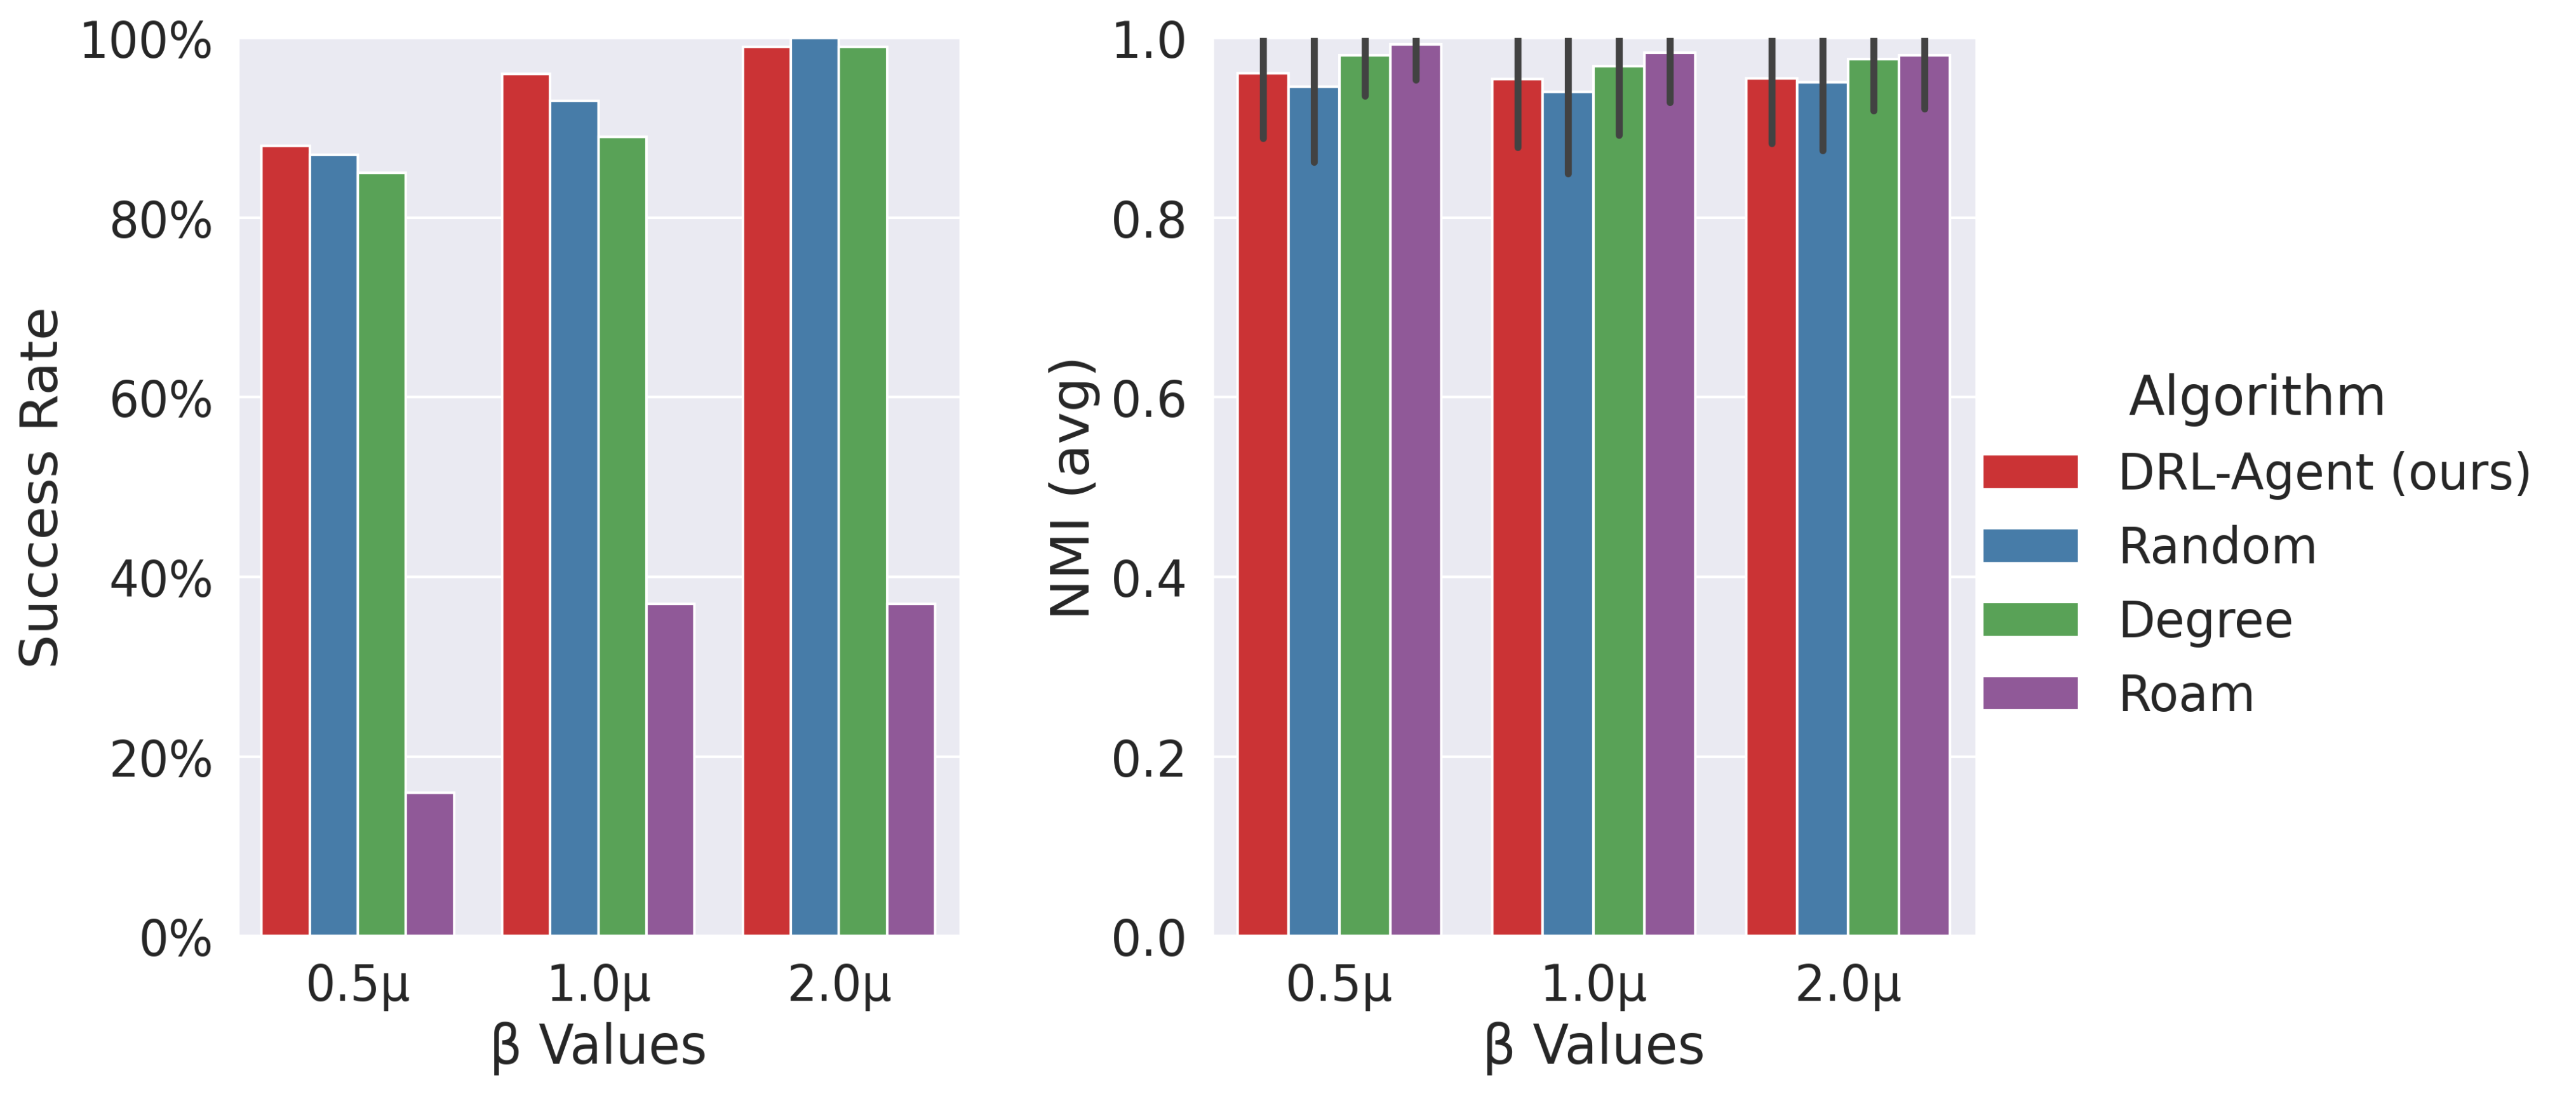 100%
80%
60%
40%
20%
0%
Success Rate
0.5μ 1.0μ 2.0μ
β Values
1.0
0.8
0.6
0.4
0.2
0.0
NMI (avg)
0.5μ 1.0μ 2.0μ
β Values
Algorithm
DRL-Agent (ours)
Random
Degree
Roam